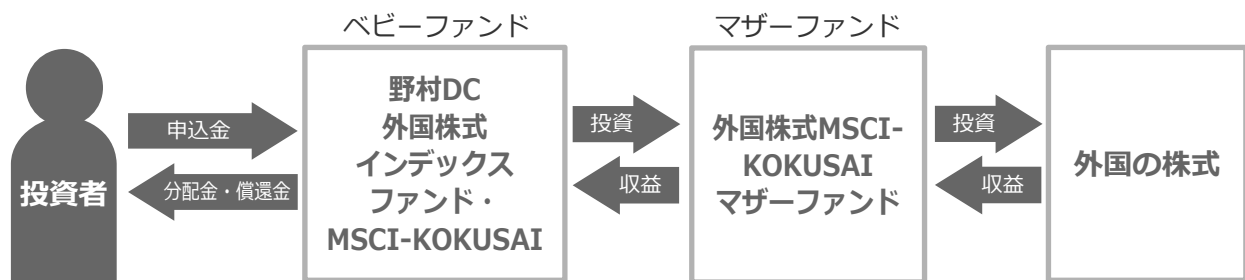 ベビーファンド
マザーファンド
投資者
申込金
分配金・償還金
野村DC
外国株式
インデックス
ファンド・
MSCI-KOKUSAI
投資
収益
外国株式MSCI-
KOKUSAI
マザーファンド
投資
収益
外国の株式